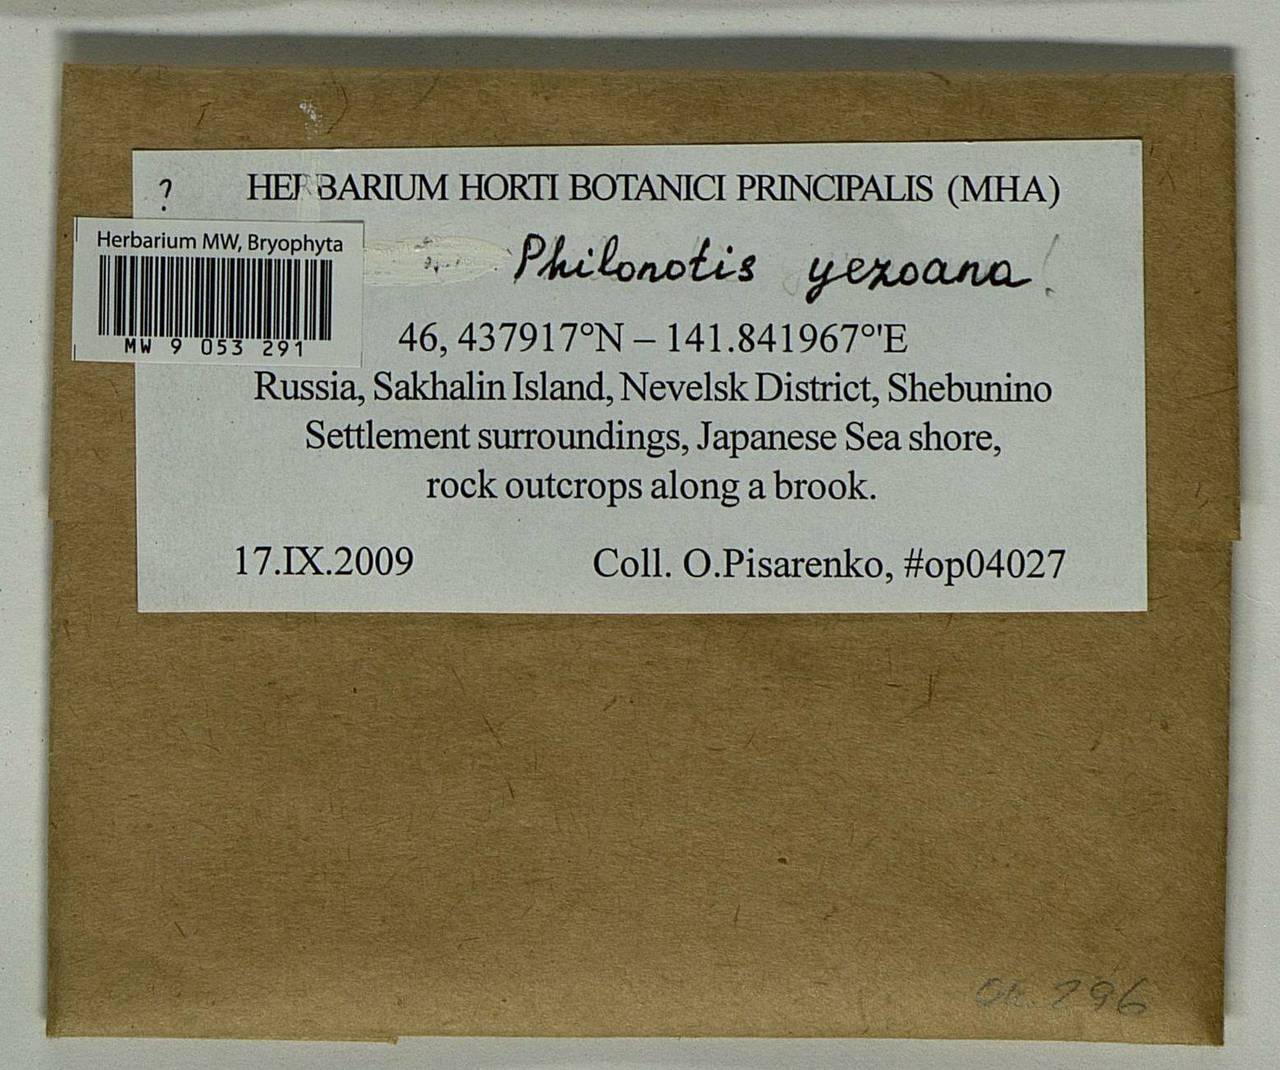 ?
HERBARIUM HORTI BOTANICI PRINCIPALIS (MHA)
Herbarium MW, Bryophyta
MW 9 053 291
Philonotis yezoana !
46, 437917°N – 141.841967°'E
Russia, Sakhalin Island, Nevelsk District, Shebunino
Settlement surroundings, Japanese Sea shore,
rock outcrops along a brook.
17.IX.2009 Coll. O.Pisarenko, #op04027
296